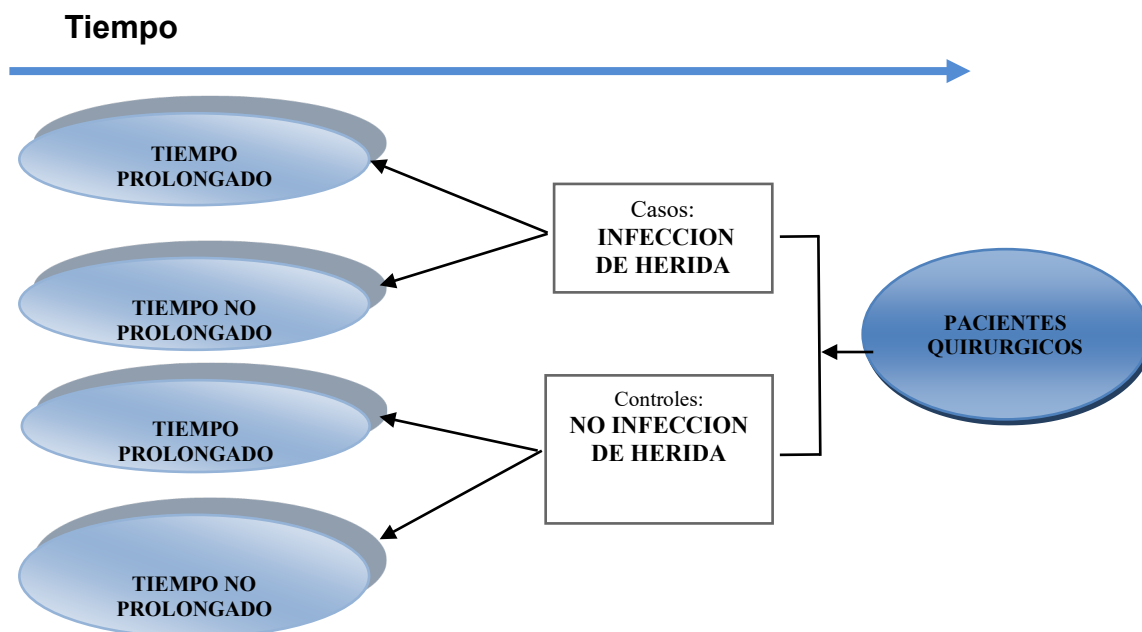 Tiempo
TIEMPO
PROLONGADO
TIEMPO NO
PROLONGADO
TIEMPO
PROLONGADO
TIEMPO NO
PROLONGADO
Casos:
INFECCION
DE HERIDA
Controles:
NO INFECCION
DE HERIDA
PACIENTES
QUIRURGICOS